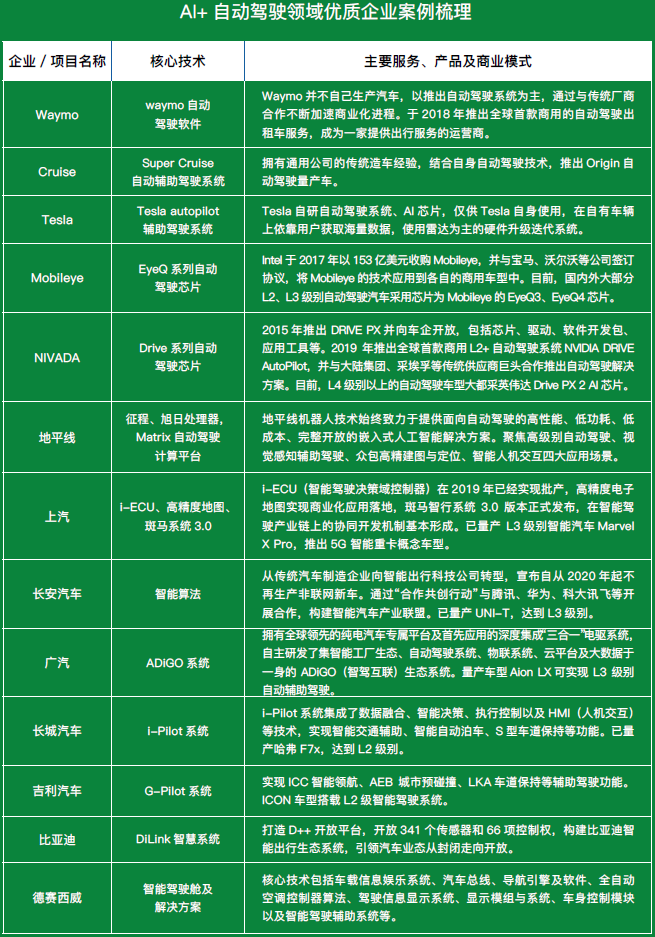 AI+ 自动驾驶领域优质企业案例梳理
企业 / 项目名称
核心技术
主要服务、产品及商业模式
Waymo
waymo 自动
驾驶软件
Waymo 并不自己生产汽车，以推出自动驾驶系统为主，通过与传统厂商
合作不断加速商业化进程。于 2018 年推出全球首款商用的自动驾驶出
租车服务，成为一家提供出行服务的运营商。
Cruise
Super Cruise
自动辅助驾驶系统
拥有通用公司的传统造车经验，结合自身自动驾驶技术，推出 Origin 自
动驾驶量产车。
Tesla
Tesla autopilot
辅助驾驶系统
Tesla 自研自动驾驶系统、AI 芯片，仅供 Tesla 自身使用，在自有车辆
上依靠用户获取海量数据，使用雷达为主的硬件升级迭代系统。
Mobileye
EyeQ 系列自动
驾驶芯片
Intel 于 2017 年以 153 亿美元收购 Mobileye，并与宝马、沃尔沃等公司签订
协议，将 Mobileye 的技术应用到各自的商用车型中。目前，国内外大部分
L2、L3 级别自动驾驶汽车采用芯片为 Mobileye 的 EyeQ3、EyeQ4 芯片。
NIVADA
Drive 系列自动
驾驶芯片
2015 年推出 DRIVE PX 并向车企开放，包括芯片、驱动、软件开发包、
应用工具等。2019 年推出全球首款商用 L2+ 自动驾驶系统 NVIDIA DRIVE
AutoPilot，并与大陆集团、采埃孚等传统供应商巨头合作推出自动驾驶解决
方案。目前，L4 级别以上的自动驾驶车型大都采英伟达 Drive PX 2 AI 芯片。
地平线
征程、旭日处理器，
Matrix 自动驾驶
计算平台
地平线机器人技术始终致力于提供面向自动驾驶的高性能、低功耗、低
成本、完整开放的嵌入式人工智能解决方案。聚焦高级别自动驾驶、视
觉感知辅助驾驶、众包高精建图与定位、智能人机交互四大应用场景。
上汽
i-ECU、高精度地图、
斑马系统 3.0
i-ECU（智能驾驶决策域控制器）在 2019 年已经实现批产，高精度电子
地图实现商业化应用落地，斑马智行系统 3.0 版本正式发布，在智能驾
驶产业链上的协同开发机制基本形成。已量产 L3 级别智能汽车 Marvel
X Pro，推出 5G 智能重卡概念车型。
长安汽车
智能算法
从传统汽车制造企业向智能出行科技公司转型，宣布自从 2020 年起不
再生产非联网新车。通过“合作共创行动”与腾讯、华为、科大讯飞等开
展合作，构建智能汽车产业联盟。已量产 UNI-T，达到 L3 级别。
广汽
ADiGO 系统
拥有全球领先的纯电汽车专属平台及首先应用的深度集成“三合一”电驱系统，
自主研发了集智能工厂生态、自动驾驶系统、物联系统、云平台及大数据于
一身的 ADiGO（智驾互联）生态系统。量产车型 Aion LX 可实现 L3 级别
自动辅助驾驶。
长城汽车
i-Pilot 系统
i-Pilot 系统集成了数据融合、智能决策、执行控制以及 HMI（人机交互）
等技术，实现智能交通辅助、智能自动泊车、S 型车道保持等功能。已量
产哈弗 F7x，达到 L2 级别。
吉利汽车
G-Pilot 系统
实现 ICC 智能领航、AEB 城市预碰撞、LKA 车道保持等辅助驾驶功能。
ICON 车型搭载 L2 级智能驾驶系统。
比亚迪
DiLink 智慧系统
打造 D++ 开放平台，开放 341 个传感器和 66 项控制权，构建比亚迪智
能出行生态系统，引领汽车业态从封闭走向开放。
德赛西威
智能驾驶舱及
解决方案
核心技术包括车载信息娱乐系统、汽车总线、导航引擎及软件、全自动
空调控制器算法、驾驶信息显示系统、显示模组与系统、车身控制模块
以及智能驾驶辅助系统等。